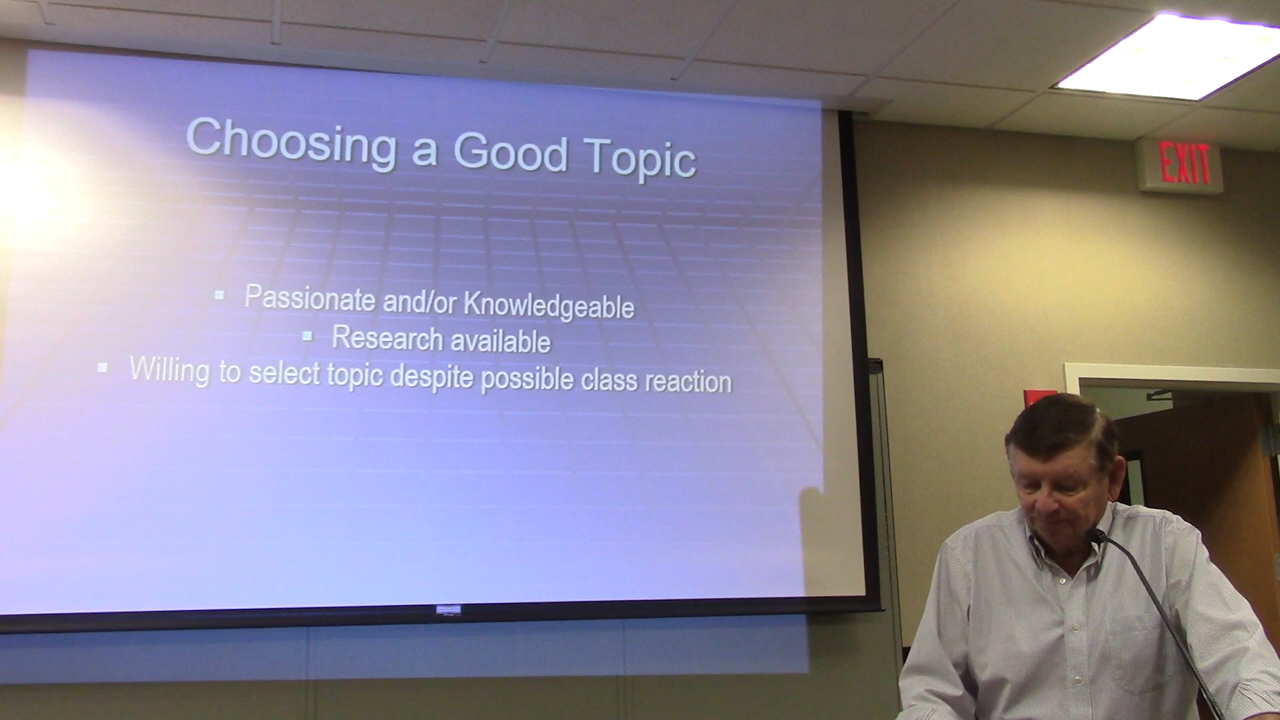 Choosing a Good Topic
EXIT
▪ Passionate and/or Knowledgeable
▪ Research available
▪ Willing to select topic despite possible class reaction